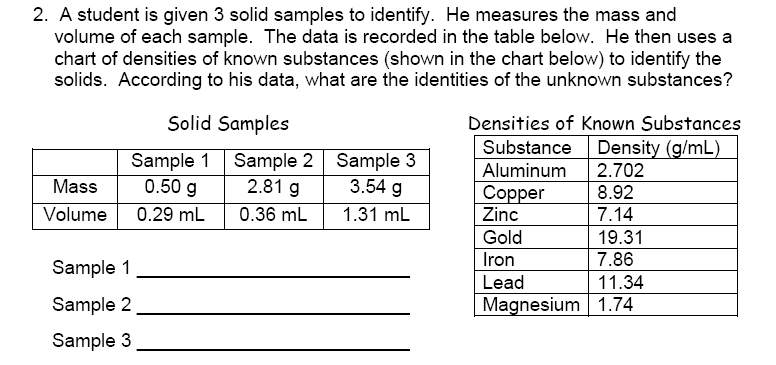 2. A student is given 3 solid samples to identify. He measures the mass and
volume of each sample. The data is recorded in the table below. He then uses a
chart of densities of known substances (shown in the chart below) to identify the
solids. According to his data, what are the identities of the unknown substances?
Solid Samples
Sample 1 Sample 2 Sample 3
Mass 0.50 g 2.81 g 3.54 g
Volume 0.29 mL 0.36 mL 1.31 mL
Sample 1
Sample 2
Sample 3
Densities of Known Substances
Substance Density (g/mL)
Aluminum 2.702
Copper 8.92
Zinc 7.14
Gold 19.31
Iron 7.86
Lead 11.34
Magnesium 1.74